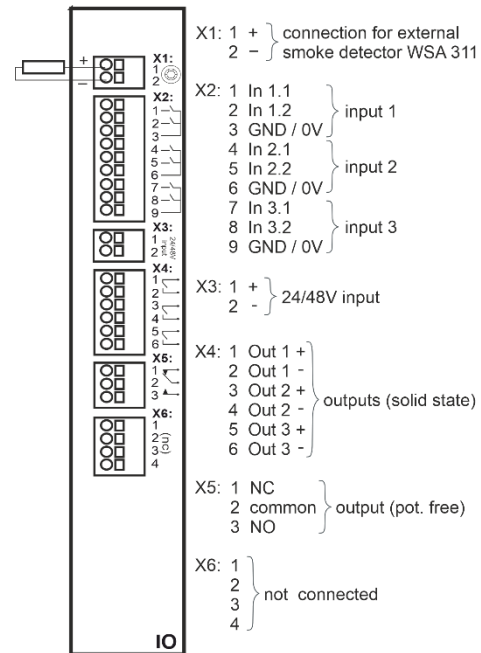 +
−
X1:
1
2
X2:
1
2
3
4
5
6
7
8
9
X3:
1
2
24/48V
input
X4:
1
2
3
4
5
6
X5:
1
2
3
X6:
1
2
3
4
(nc)
IO
X1: 1 + connection for external
2 − smoke detector WSA 311
X2: 1 In 1.1
2 In 1.2
3 GND / 0V
input 1
4 In 2.1
5 In 2.2
6 GND / 0V
input 2
7 In 3.1
8 In 3.2
9 GND / 0V
input 3
X3: 1 +
2 -
24/48V input
X4: 1 Out 1 +
2 Out 1 -
3 Out 2 +
4 Out 2 -
5 Out 3 +
6 Out 3 -
outputs (solid state)
X5: 1 NC
2 common
3 NO
output (pot. free)
X6: 1
2
3
4
not connected